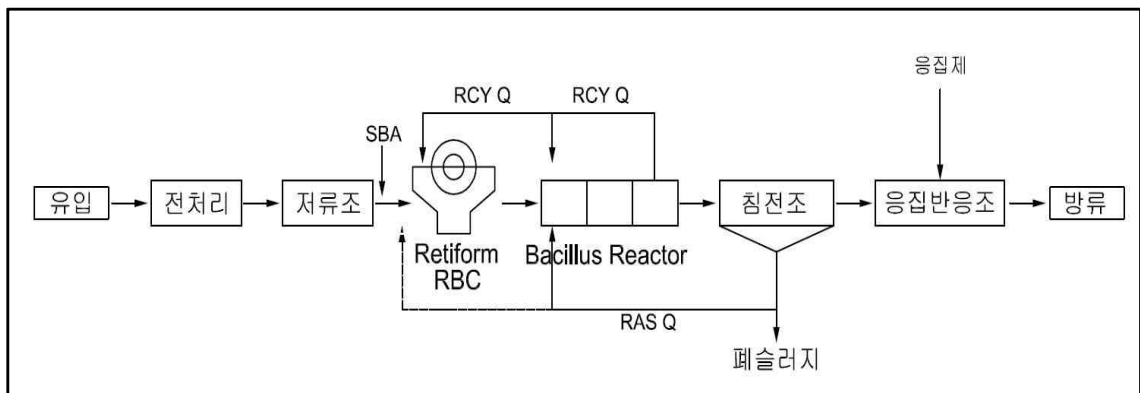 응집제
RCY Q
RCY Q
SBA
유입
전처리
저류조
침전조
응집반응조
방류
Retiform
RBC
Bacillus Reactor
RAS Q
폐슬러지